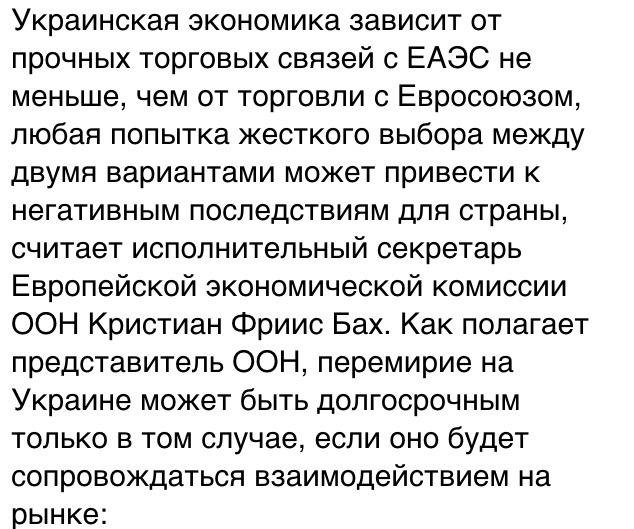 Украинская экономика зависит от
прочных торговых связей с ЕАЭС не
меньше, чем от торговли с Евросоюзом,
любая попытка жесткого выбора между
двумя вариантами может привести к
негативным последствиям для страны,
считает исполнительный секретарь
Европейской экономической комиссии
ООН Кристиан Фриис Бах. Как полагает
представитель ООН, перемирие на
Украине может быть долгосрочным
только в том случае, если оно будет
сопровождаться взаимодействием на
рынке: